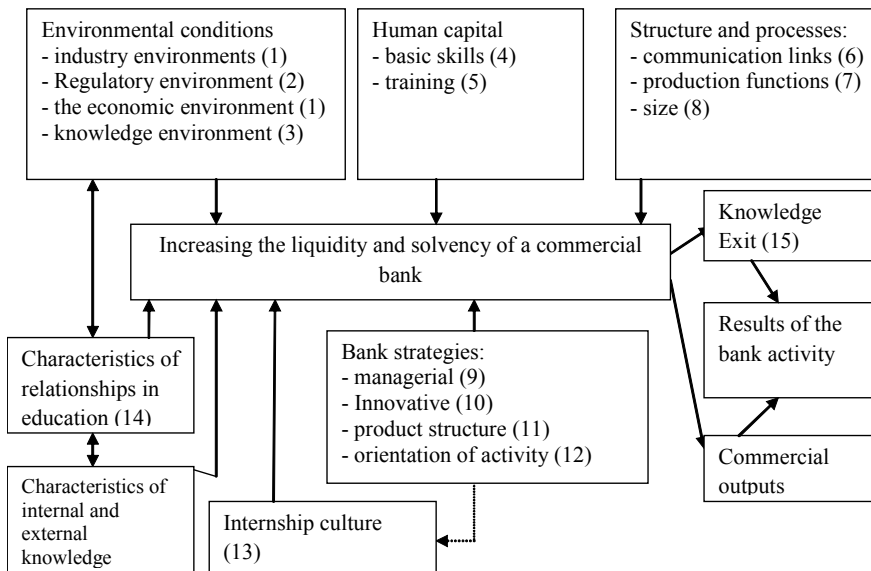 Environmental conditions
- industry environments (1)
- Regulatory environment (2)
- the economic environment (1)
- knowledge environment (3)
Human capital
- basic skills (4)
- training (5)
Structure and processes:
- communication links (6)
- production functions (7)
- size (8)
Increasing the liquidity and solvency of a commercial
bank
Knowledge
Exit (15)
Results of the
bank activity
Characteristics of
relationships in
education (14)
Bank strategies:
- managerial (9)
- Innovative (10)
- product structure (11)
- orientation of activity (12)
Commercial
outputs
Characteristics of
internal and
external knowledge
Internship culture
(13)